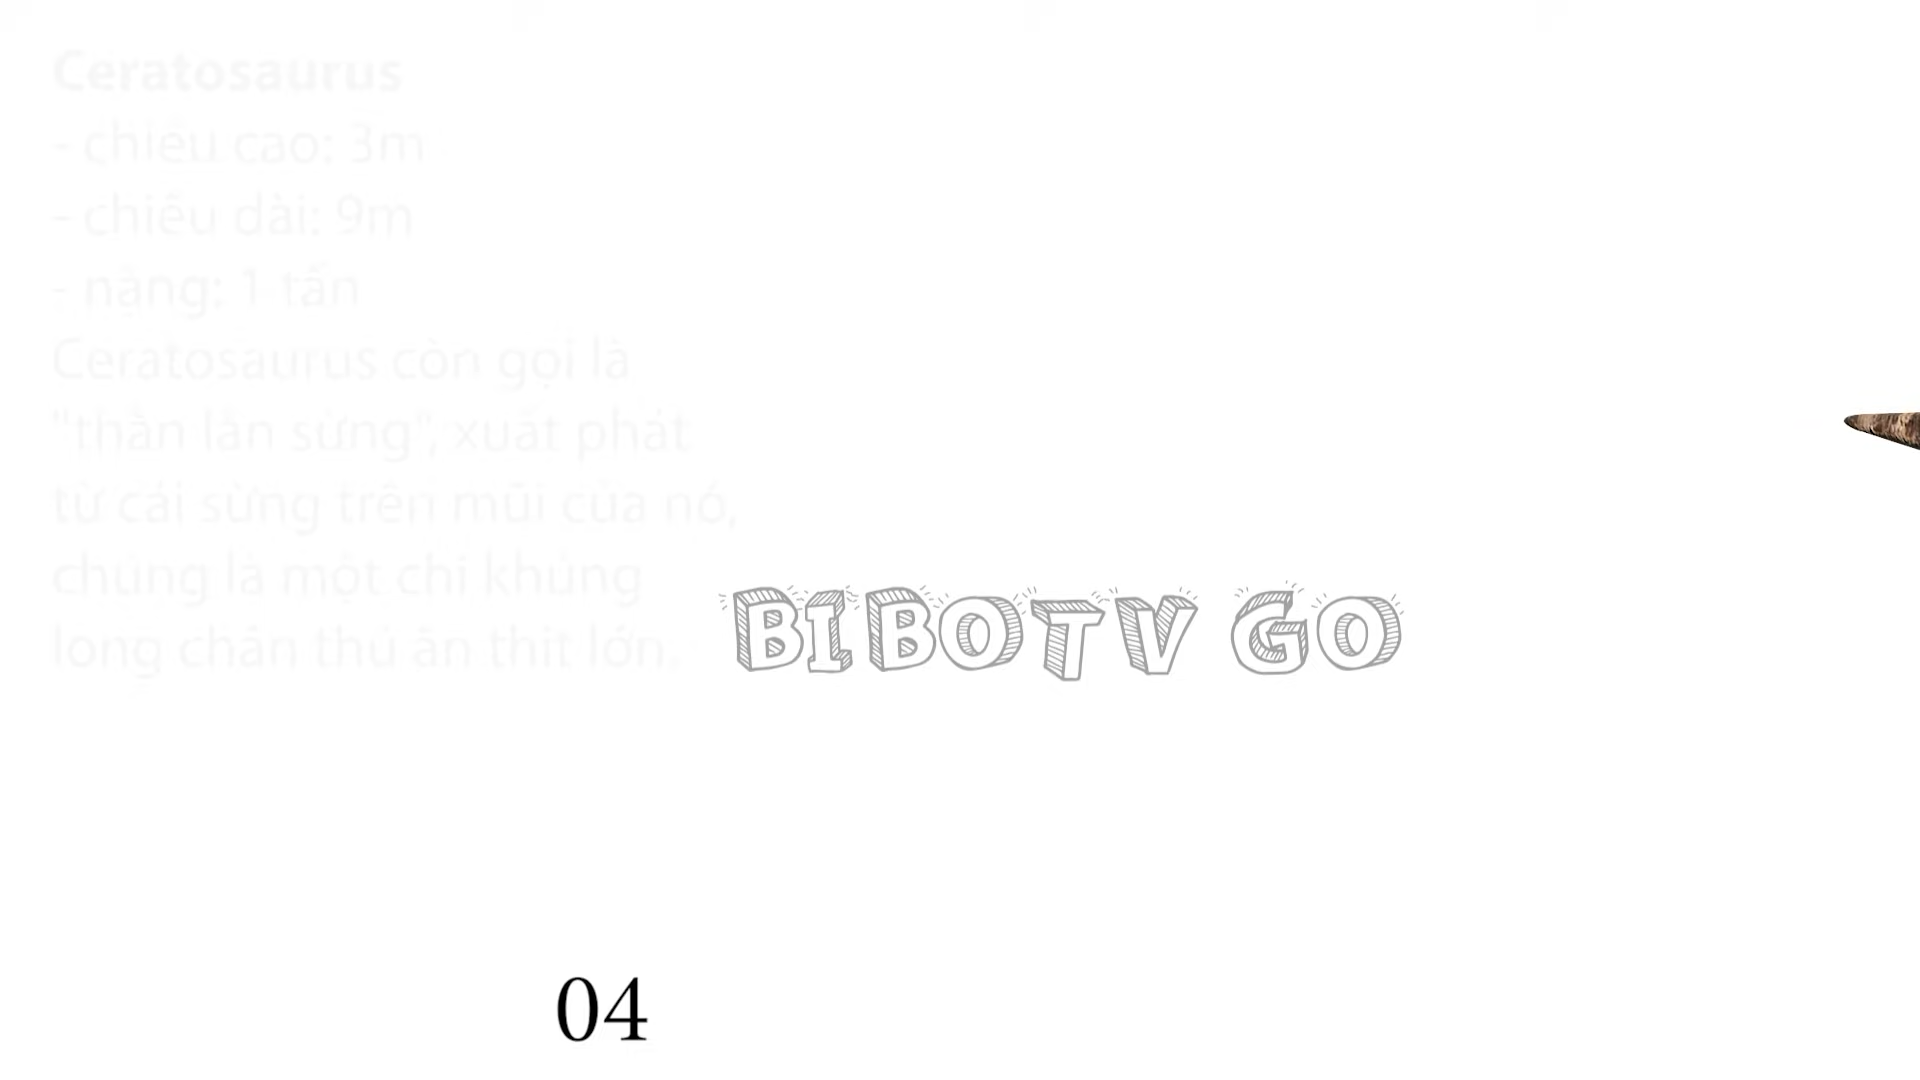 Ceratosaurus
- chiều cao: 3m
- chiều dài: 9m
- nặng: 1 tấn
Ceratosaurus còn gọi là
"thằn lằn sừng", xuất phát
từ cái sừng trên mũi của nó,
chúng là một chi khủng
long chân thú ăn thịt lớn.
BIBOTV GO
04